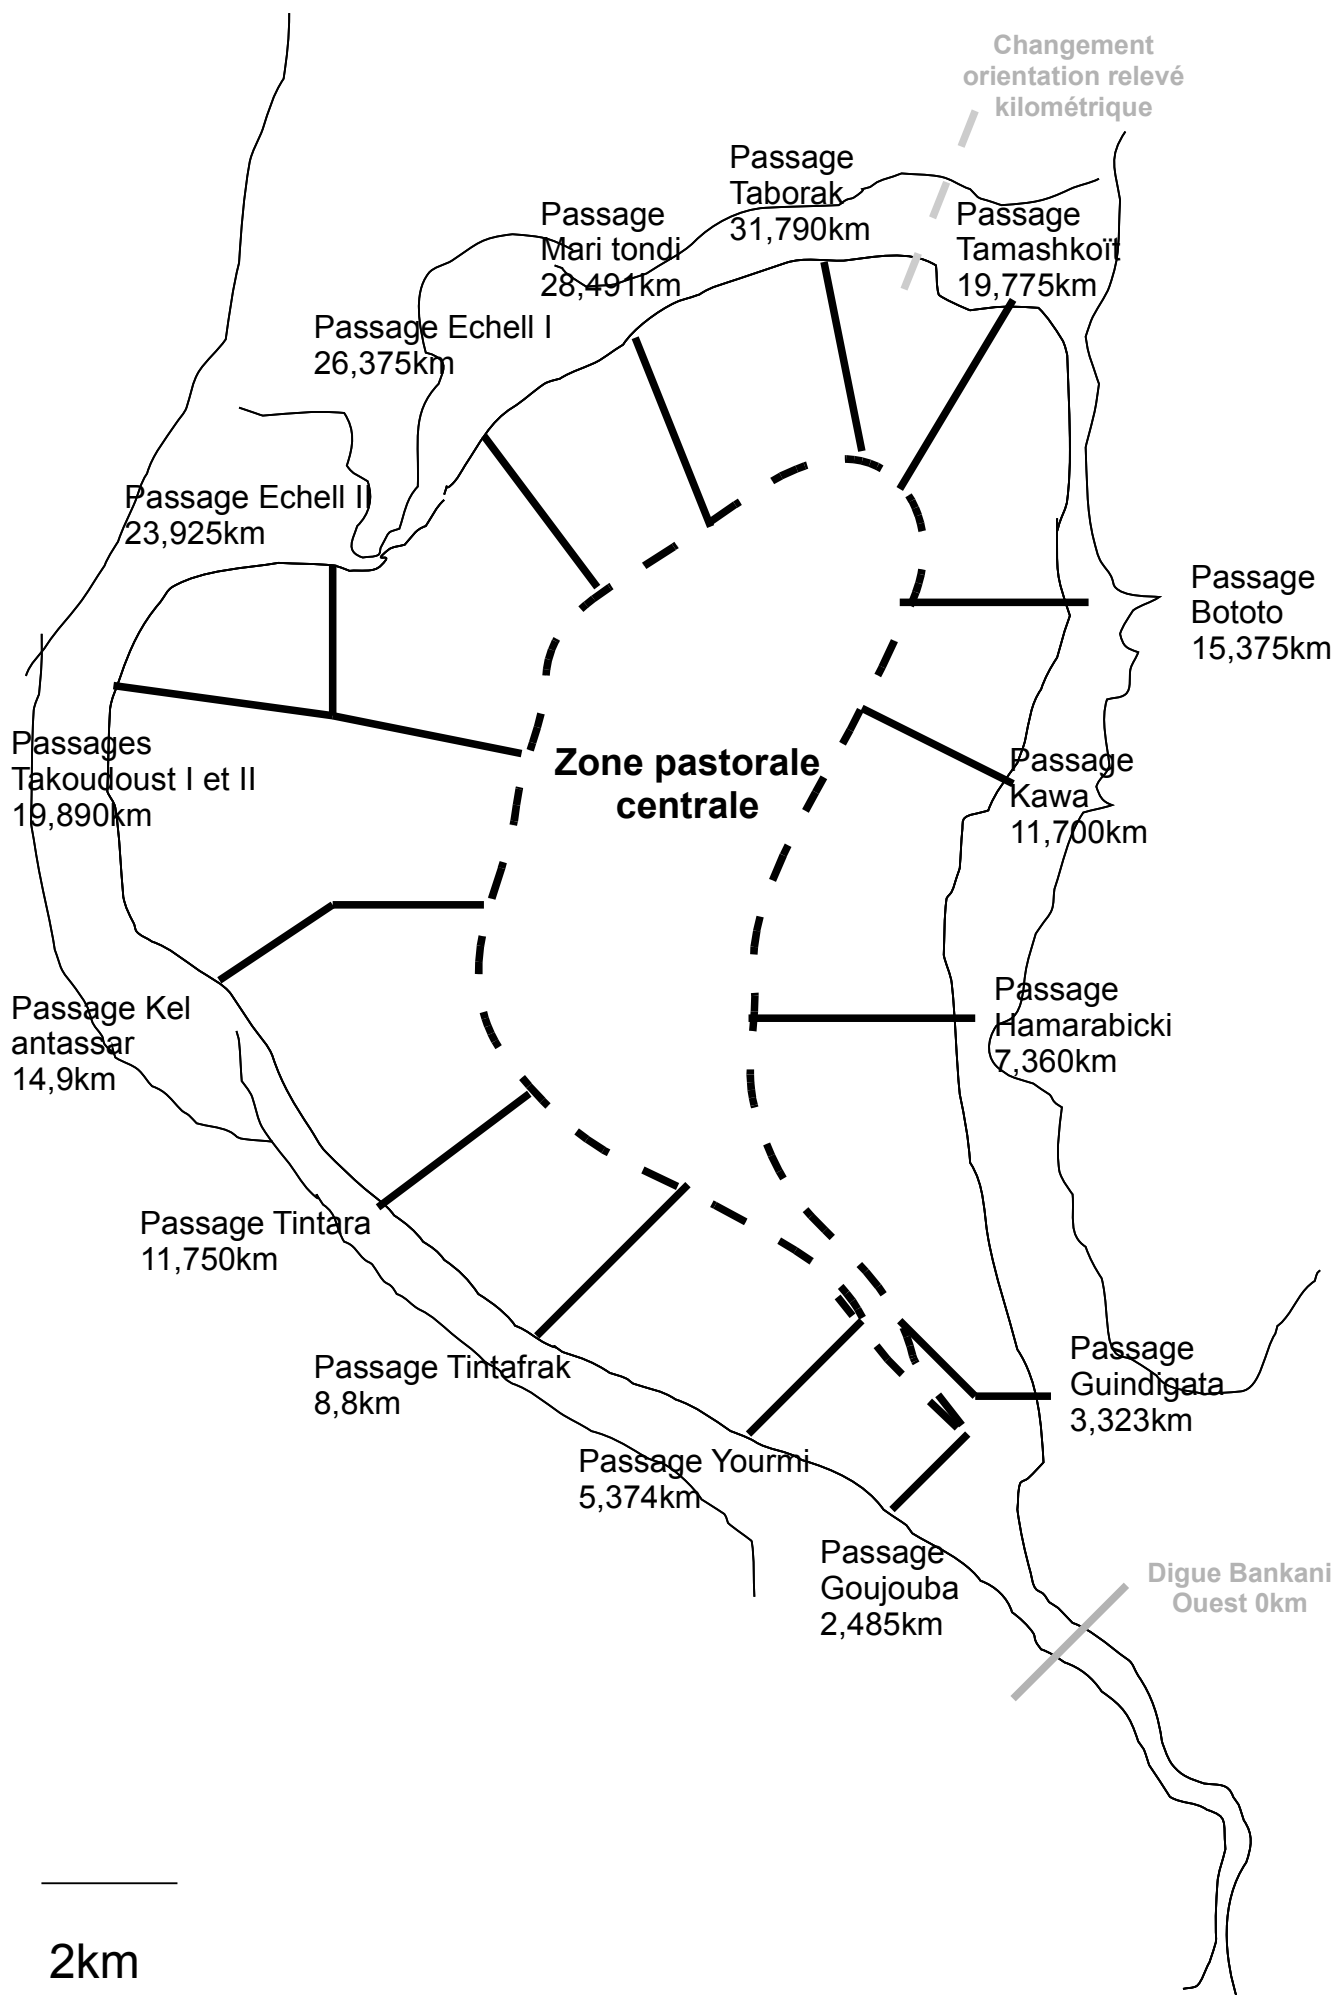 Changement
orientation relevé
kilométrique
Passage
Taborak
31,790km
Passage
Mari tondi
28,491km
Passage
Tamashkoït
19,775km
Passage Echell I
26,375km
Passage Echell II
23,925km
Passage
Bototo
15,375km
Passages
Takoudoust I et II
19,890km
Zone pastorale
centrale
Passage
Kawa
11,700km
Passage Kel
antassar
14,9km
Passage
Hamarabicki
7,360km
Passage Tintara
11,750km
Passage Tintafrak
8,8km
Passage
Guindigata
3,323km
Passage Yourmi
5,374km
Passage
Goujouba
2,485km
Digue Bankani
Ouest 0km
2km